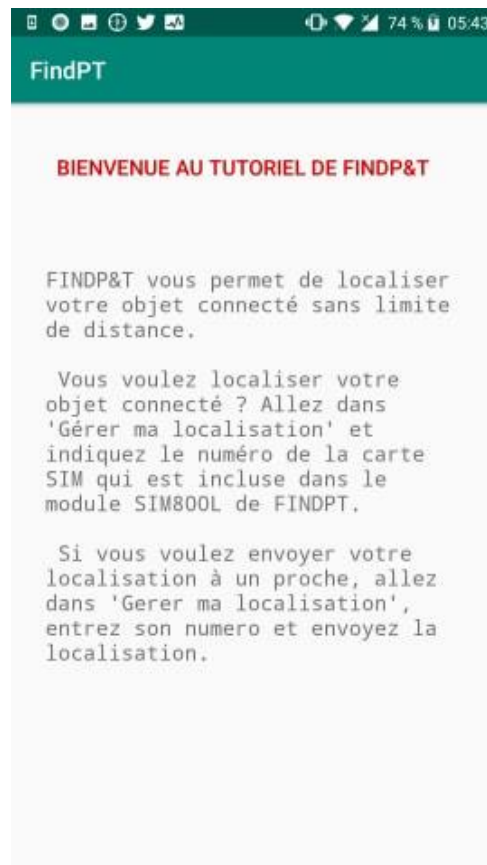 74 % 05:43
FindPT
BIENVENUE AU TUTORIEL DE FINDP&T
FINDP&T vous permet de localiser
votre objet connecté sans limite
de distance.
Vous voulez localiser votre
objet connecté ? Allez dans
'Gérer ma localisation' et
indiquez le numéro de la carte
SIM qui est incluse dans le
module SIM800L de FINDPT.
Si vous voulez envoyer votre
localisation à un proche, allez
dans 'Gerer ma localisation',
entrez son numero et envoyez la
localisation.